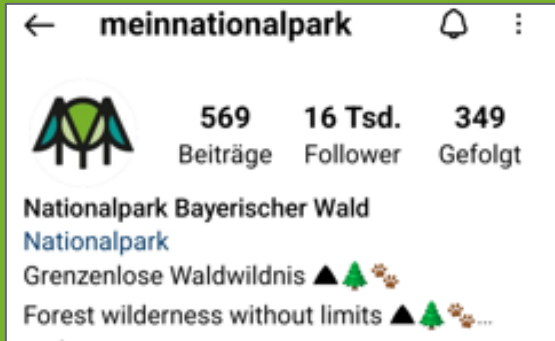 ← meinnationalpark
569 16 Tsd. 349
Beiträge Follower Gefolgt
Nationalpark Bayerischer Wald
Nationalpark
Grenzenlose Waldwildnis ▲🌲🐾
Forest wilderness without limits ▲🌲🐾...